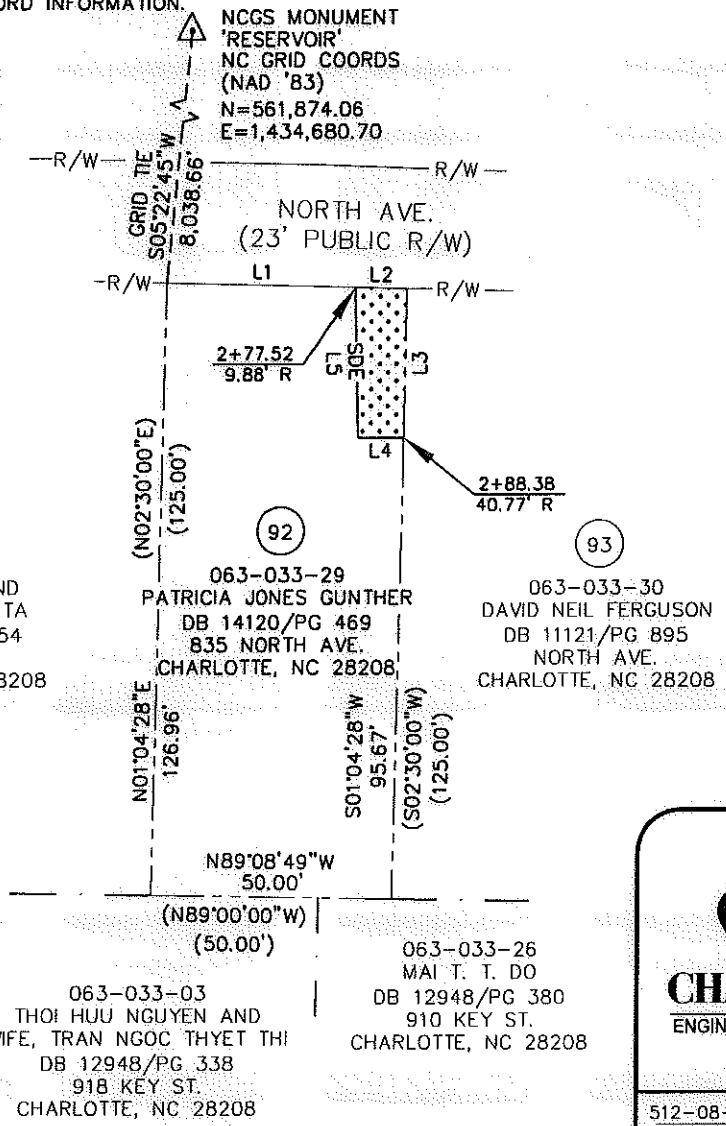 ORD INFORMATION.
NCGS MONUMENT
'RESERVOIR'
NC GRID COORDS
(NAD '83)
N=561,874.06
E=1,434,680.70
R/W
R/W
GRID TIE
S05°22'45"W
8,038.66'
NORTH AVE.
(23' PUBLIC R/W)
R/W
L1
L2
R/W
2+77.52
9.88' R
L5
SDE
L3
L4
2+88.38
40.77' R
(N02°30'00"E)
(125.00')
92
063-033-29
PATRICIA JONES GUNTHER
DB 14120/PG 469
835 NORTH AVE.
CHARLOTTE, NC 28208
93
063-033-30
DAVID NEIL FERGUSON
DB 11121/PG 895
NORTH AVE.
CHARLOTTE, NC 28208
N01°04'28"E
126.96'
S01°04'28"W
95.67'
(S02°30'00"W)
(125.00')
N89°08'49"W
50.00'
(N89°00'00"W)
(50.00')
063-033-03
THOI HUU NGUYEN AND
WIFE, TRAN NGOC THYET THI
DB 12948/PG 338
918 KEY ST.
CHARLOTTE, NC 28208
063-033-26
MAI T. T. DO
DB 12948/PG 380
910 KEY ST.
CHARLOTTE, NC 28208
ENGIN
512-08-